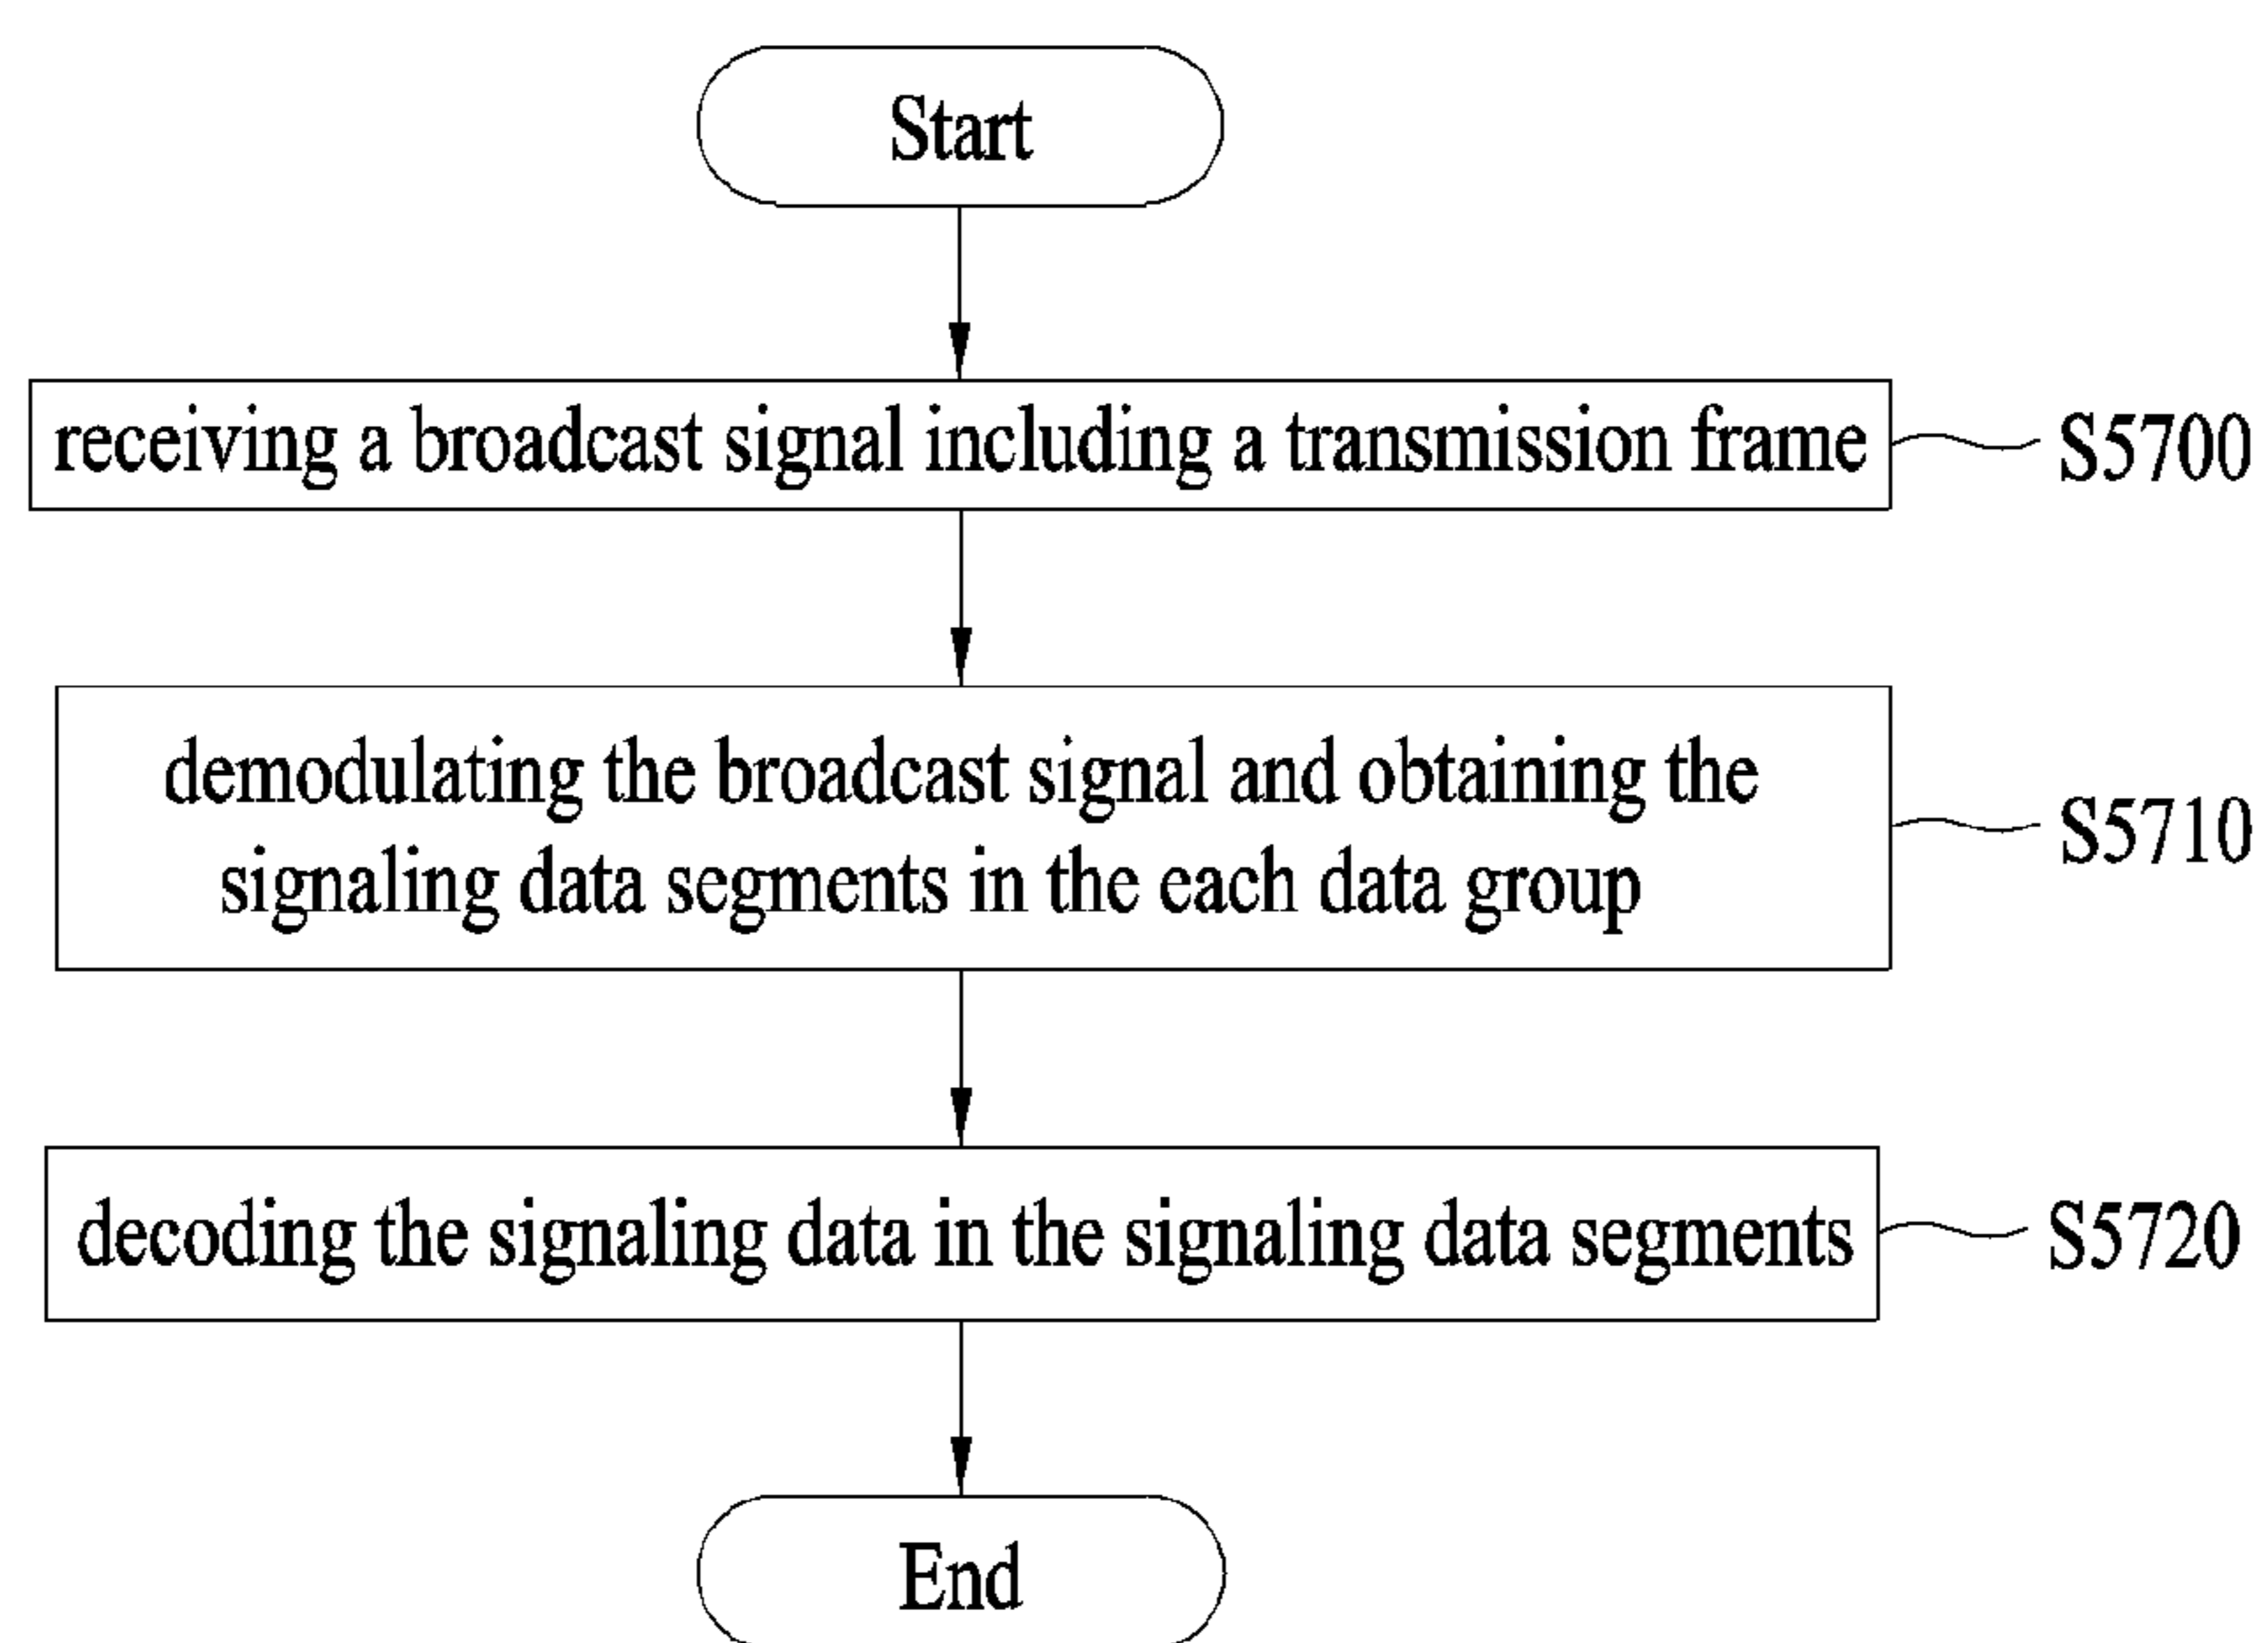 Start
receiving a broadcast signal including a transmission frame
S5700
demodulating the broadcast signal and obtaining the
signaling data segments in the each data group
S5710
decoding the signaling data in the signaling data segments
S5720
End